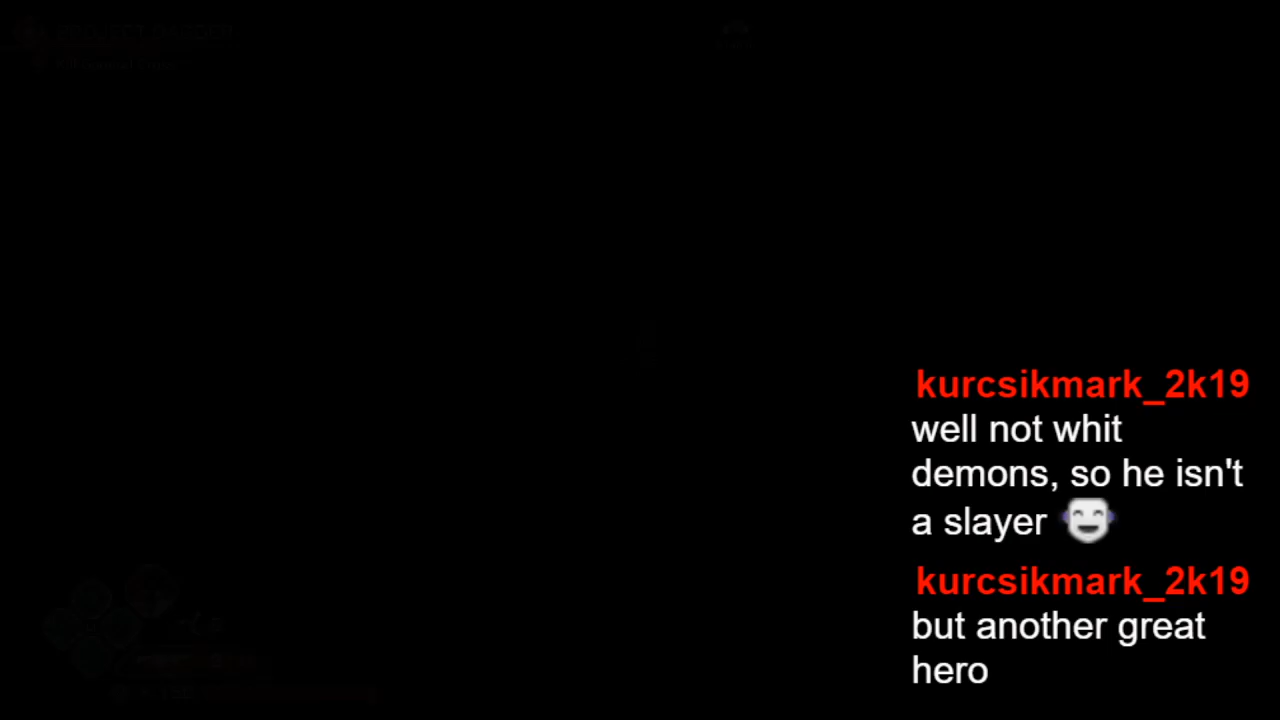 kurcsikmark_2k19
well not whit
demons, so he isn't
a slayer
kurcsikmark_2k19
but another great
hero